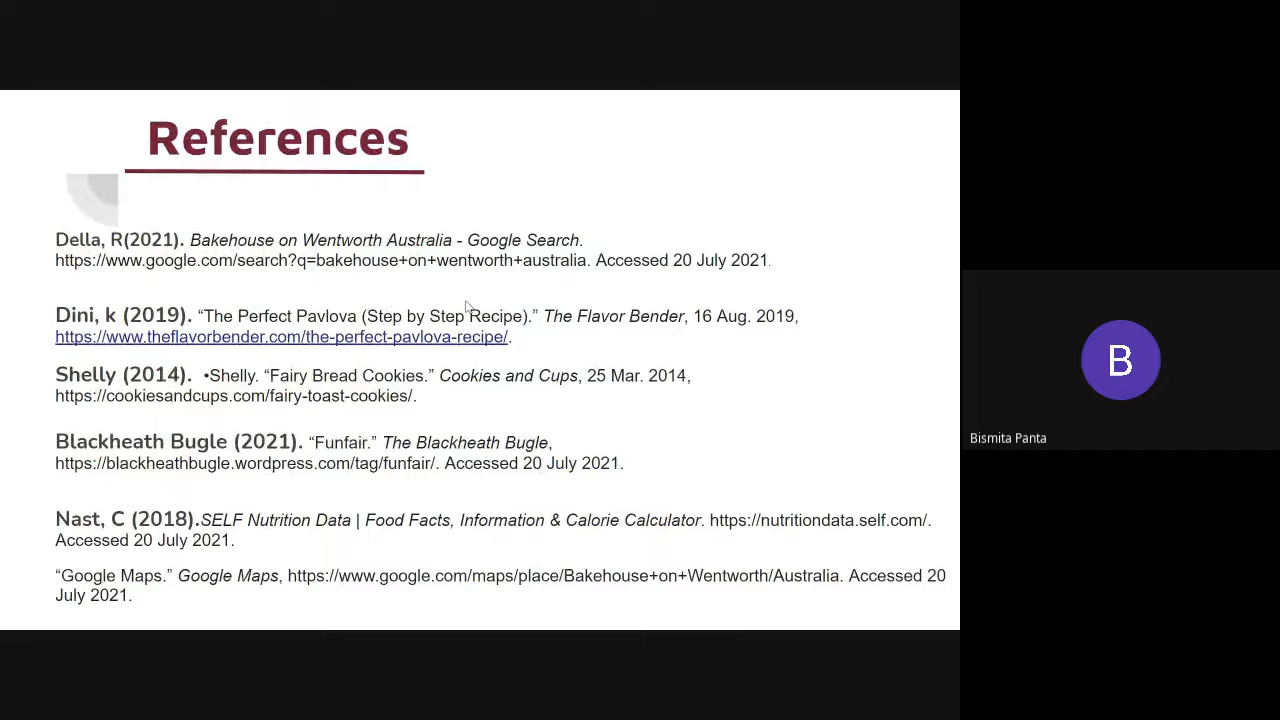 References
Della, R(2021). Bakehouse on Wentworth Australia - Google Search.
https://www.google.com/search?q=bakehouse+on+wentworth+australia. Accessed 20 July 2021.
Dini, k (2019). “The Perfect Pavlova (Step by Step Recipe).” The Flavor Bender, 16 Aug. 2019,
https://www.theflavorbender.com/the-perfect-pavlova-recipe/.
Shelly (2014). •Shelly. “Fairy Bread Cookies.” Cookies and Cups, 25 Mar. 2014,
https://cookiesandcups.com/fairy-toast-cookies/.
Blackheath Bugle (2021). “Funfair.” The Blackheath Bugle,
https://blackheathbugle.wordpress.com/tag/funfair/. Accessed 20 July 2021.
Nast, C (2018).SELF Nutrition Data | Food Facts, Information & Calorie Calculator. https://nutritiondata.self.com/.
Accessed 20 July 2021.
“Google Maps.” Google Maps, https://www.google.com/maps/place/Bakehouse+on+Wentworth/Australia. Accessed 20
July 2021.
B
Bismita Panta